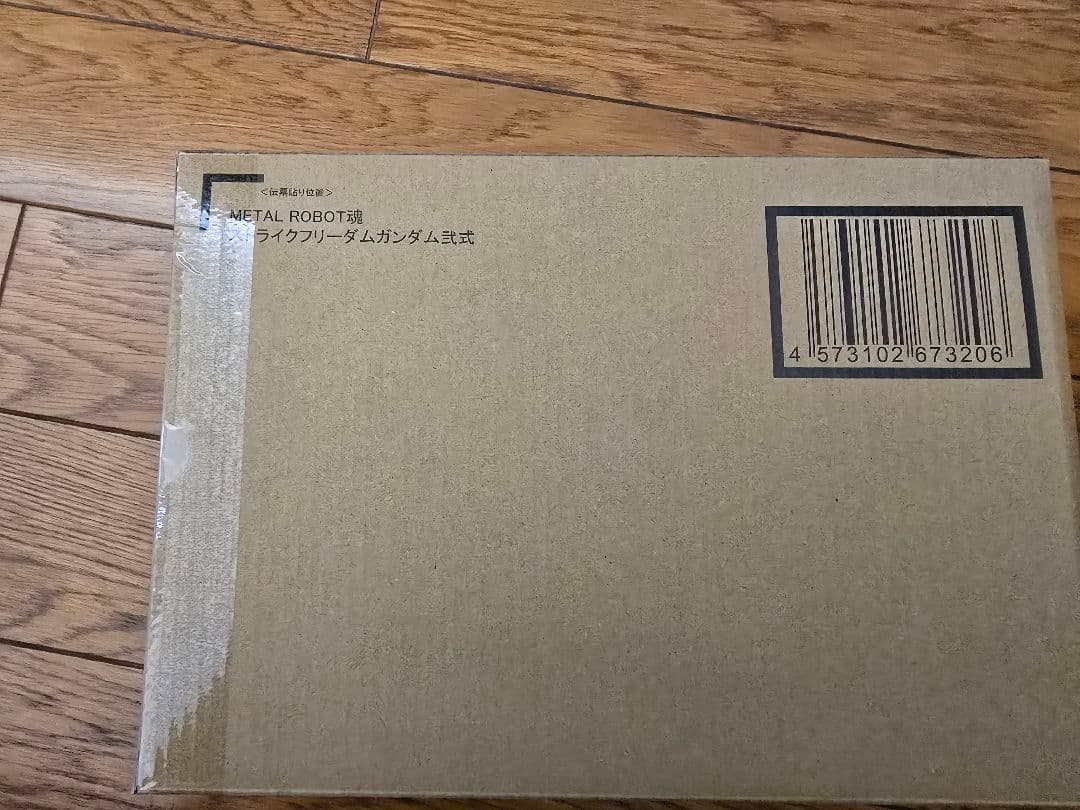 <伝票貼り位置>
METAL ROBOT魂
ストライクフリーダムガンダム弐式
4 573102 673206